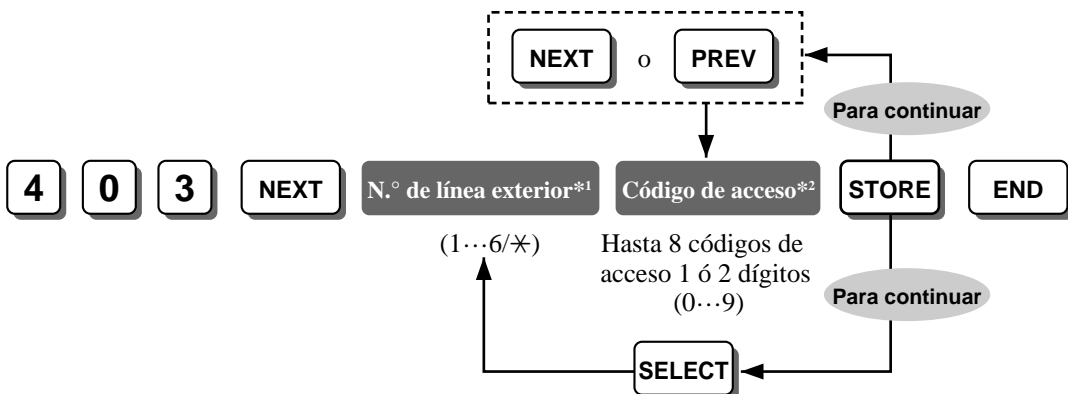 NEXT o PREV
Para continuar
4 0 3 NEXT N.° de línea exterior*1 Código de acceso*2 STORE END
(1···6/✳) Hasta 8 códigos de
acceso 1 ó 2 dígitos
(0···9)
Para continuar
SELECT